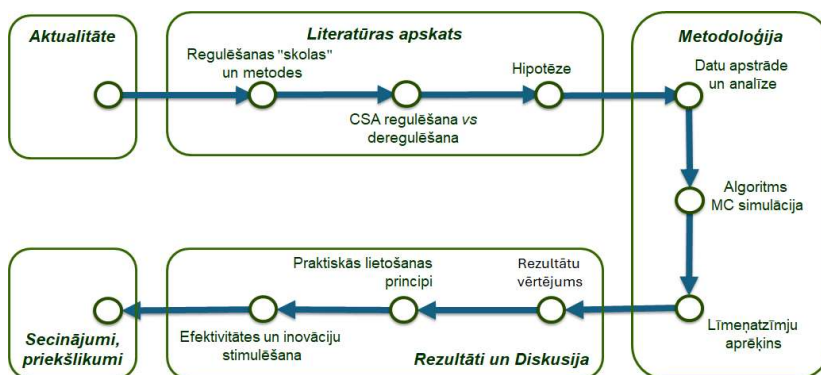 Aktualitāte
Literatūras apskats
Metodoloģija
Regulēšanas "skolas"
un metodes
CSA regulēšana vs
deregulēšana
Hipotēze
Datu apstrāde
un analīze
Algoritms
MC simulācija
Līmeņatzīmju
aprēķins
Rezultātu
vērtējums
Praktiskās lietošanas
principi
Efektivitātes un inovāciju
stimulēšana
Rezultāti un Diskusija
Secinājumi,
priekšlikumi